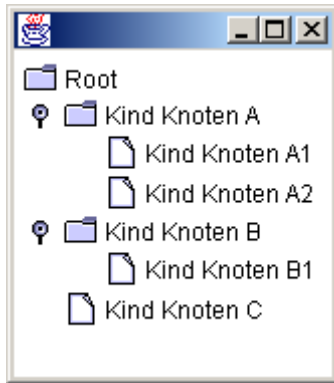 Root
Kind Knoten A
Kind Knoten A1
Kind Knoten A2
Kind Knoten B
Kind Knoten B1
Kind Knoten C